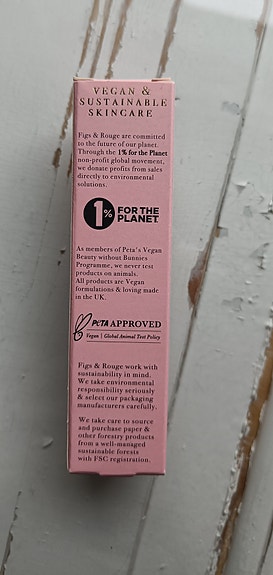 VEGAN &
SUSTAINABLE
SKINCARE
Figs & Rouge are committed
to the future of our planet.
Through the 1% for the Planet
non-profit global movement,
we donate profits from sales
directly to environmental
solutions.
1% FOR THE
PLANET
As members of Peta's Vegan
Beauty without Bunnies
Programme, we never test
products on animals.
All products are Vegan
formulations & loving made
in the UK.
PeTA APPROVED
Vegan | Global Animal Test Policy
Figs & Rouge work with
sustainability in mind.
We take environmental
responsibility seriously
& select our packaging
manufacturers carefully.
We take care to source
and purchase paper &
other forestry products
from a well-managed
sustainable forests
with FSC registration.